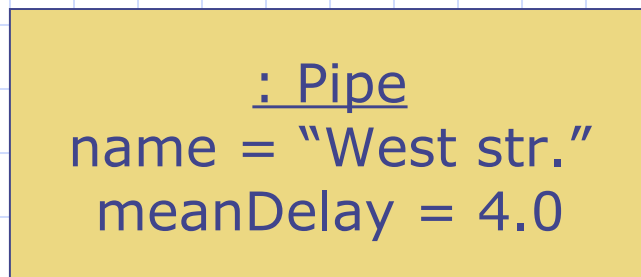 : Pipe
name = “West str.”
meanDelay = 4.0